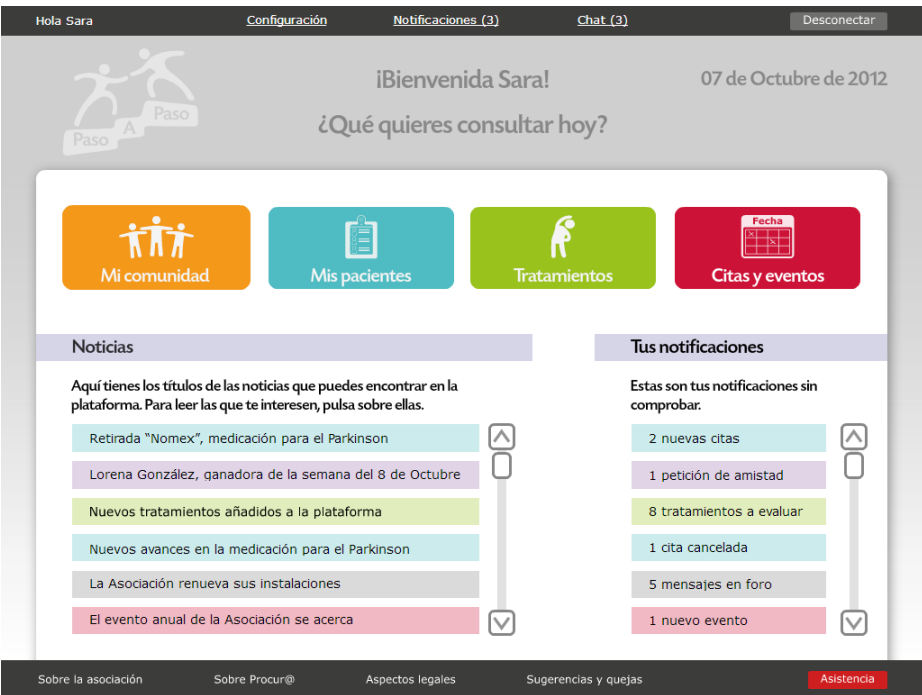 Hola Sara
Configuración
Notificaciones (3)
Chat (3)
Desconectar
Paso A Paso
¡Bienvenida Sara!
07 de Octubre de 2012
¿Qué quieres consultar hoy?
Mi comunidad
Mis pacientes
Tratamientos
Fecha
Citas y eventos
Noticias
Aquí tienes los títulos de las noticias que puedes encontrar en la
plataforma. Para leer las que te interesen, pulsa sobre ellas.
Retirada “Nomex”, medicación para el Parkinson
Lorena González, ganadora de la semana del 8 de Octubre
Nuevos tratamientos añadidos a la plataforma
Nuevos avances en la medicación para el Parkinson
La Asociación renueva sus instalaciones
El evento anual de la Asociación se acerca
Tus notificaciones
Estas son tus notificaciones sin
comprobar.
2 nuevas citas
1 petición de amistad
8 tratamientos a evaluar
1 cita cancelada
5 mensajes en foro
1 nuevo evento
Sobre la asociación
Sobre Procur@
Aspectos legales
Sugerencias y quejas
Asistencia